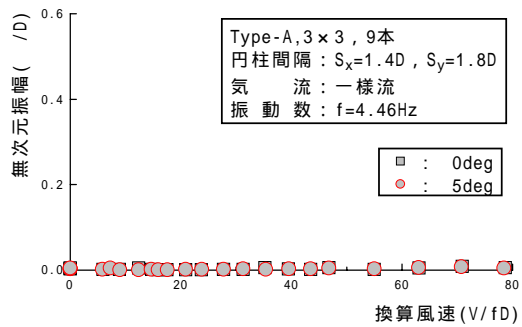 0.6
0.4
0.2
0.0
0 20 40 60 80
無次元振幅( /D)
換算風速(V/fD)
Type-A,3×3,9本
円柱間隔:Sx=1.4D,Sy=1.8D
気 流:一様流
振動数:f=4.46Hz
: 0deg
: 5deg